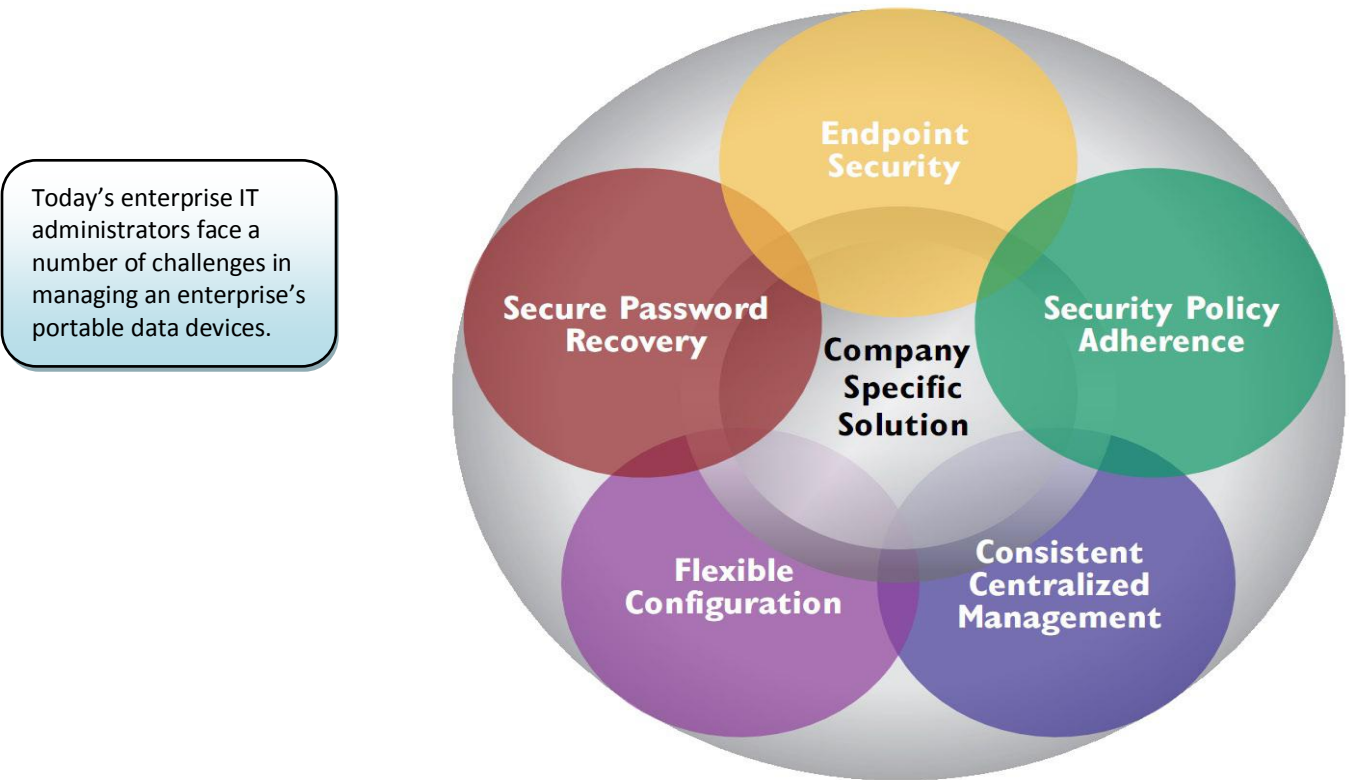 Today’s enterprise IT
administrators face a
number of challenges in
managing an enterprise’s
portable data devices.
Endpoint
Security
Secure Password
Recovery
Security Policy
Adherence
Company
Specific
Solution
Flexible
Configuration
Consistent
Centralized
Management